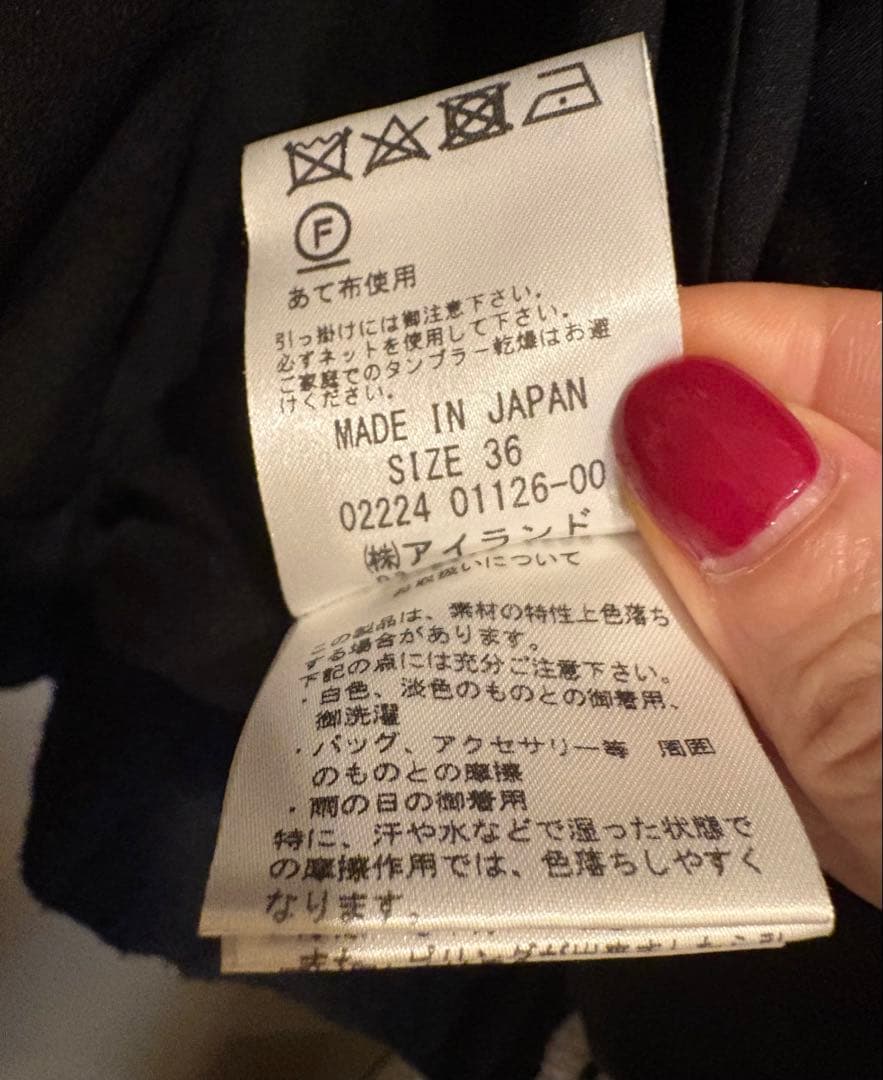 F
あて布使用
引っ掛けには御注意下さい。
必ずネットを使用して下さい。
ご家庭でのタンブラー乾燥はお避
けください。
MADE IN JAPAN
SIZE 36
02224 01126-00
㈱アイランド
お取扱いについて
この製品は、素材の特性上色落ち
する場合があります。
下記の点には充分ご注意下さい。
・白色、淡色のものとの御着用、
御洗濯
・バッグ、アクセサリー等 周囲
のものとの摩擦
・雨の日の御着用
特に、汗や水などで湿った状態で
の摩擦作用では、色落ちしやすく
なります。